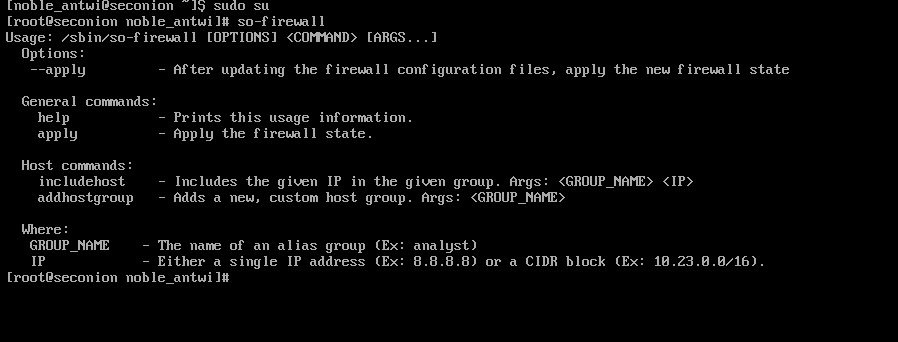 [noble_antwi@seconion ~]$ sudo su
[root@seconion noble_antwi]# so-firewall
Usage: /sbin/so-firewall [OPTIONS] <COMMAND> [ARGS...]
  Options:
   --apply         - After updating the firewall configuration files, apply the new firewall state

  General commands:
    help           - Prints this usage information.
    apply          - Apply the firewall state.

  Host commands:
    includehost    - Includes the given IP in the given group. Args: <GROUP_NAME> <IP>
    addhostgroup   - Adds a new, custom host group. Args: <GROUP_NAME>

  Where:
   GROUP_NAME    - The name of an alias group (Ex: analyst)
   IP            - Either a single IP address (Ex: 8.8.8.8) or a CIDR block (Ex: 10.23.0.0/16).
[root@seconion noble_antwi]#